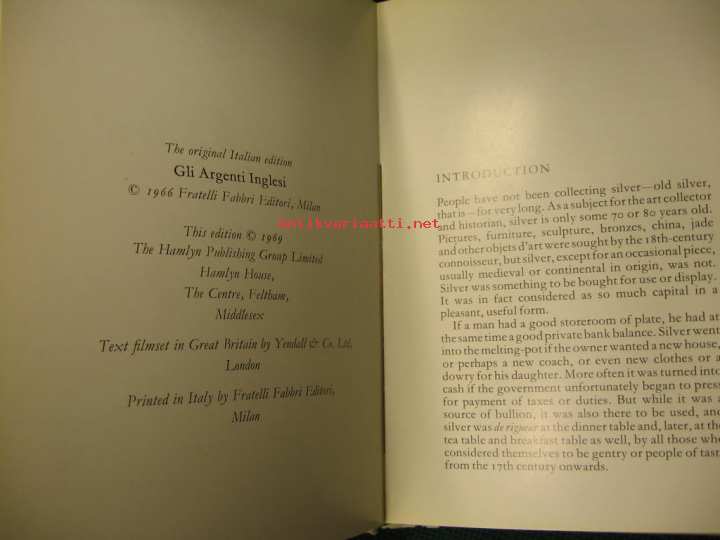 The original Italian edition
Gli Argenti Inglesi
© 1966 Fratelli Fabbri Editori, Milan
This edition © 1969
The Hamlyn Publishing Group Limited
Hamlyn House,
The Centre, Feltham,
Middlesex
Text filmset in Great Britain by Yendall & Co. Ltd,
London
Printed in Italy by Fratelli Fabbri Editori,
Milan
antikvariaatti.net
INTRODUCTION
People have not been collecting silver—old silver,
that is—for very long. As a subject for the art collector
and historian, silver is only some 70 or 80 years old.
Pictures, furniture, sculpture, bronzes, china, jade
and other objets d'art were sought by the 18th-century
connoisseur, but silver, except for an occasional piece,
usually medieval or continental in origin, was not.
Silver was something to be bought for use or display.
It was in fact considered as so much capital in a
pleasant, useful form.
If a man had a good storeroom of plate, he had at
the same time a good private bank balance. Silver went
into the melting-pot if the owner wanted a new house,
or perhaps a new coach, or even new clothes or a
dowry for his daughter. More often it was turned into
cash if the government unfortunately began to press
for payment of taxes or duties. But while it was a
source of bullion, it was also there to be used, and
silver was de rigueur at the dinner table and, later, at the
tea table and breakfast table as well, by all those who
considered themselves to be gentry or people of tast
from the 17th century onwards.